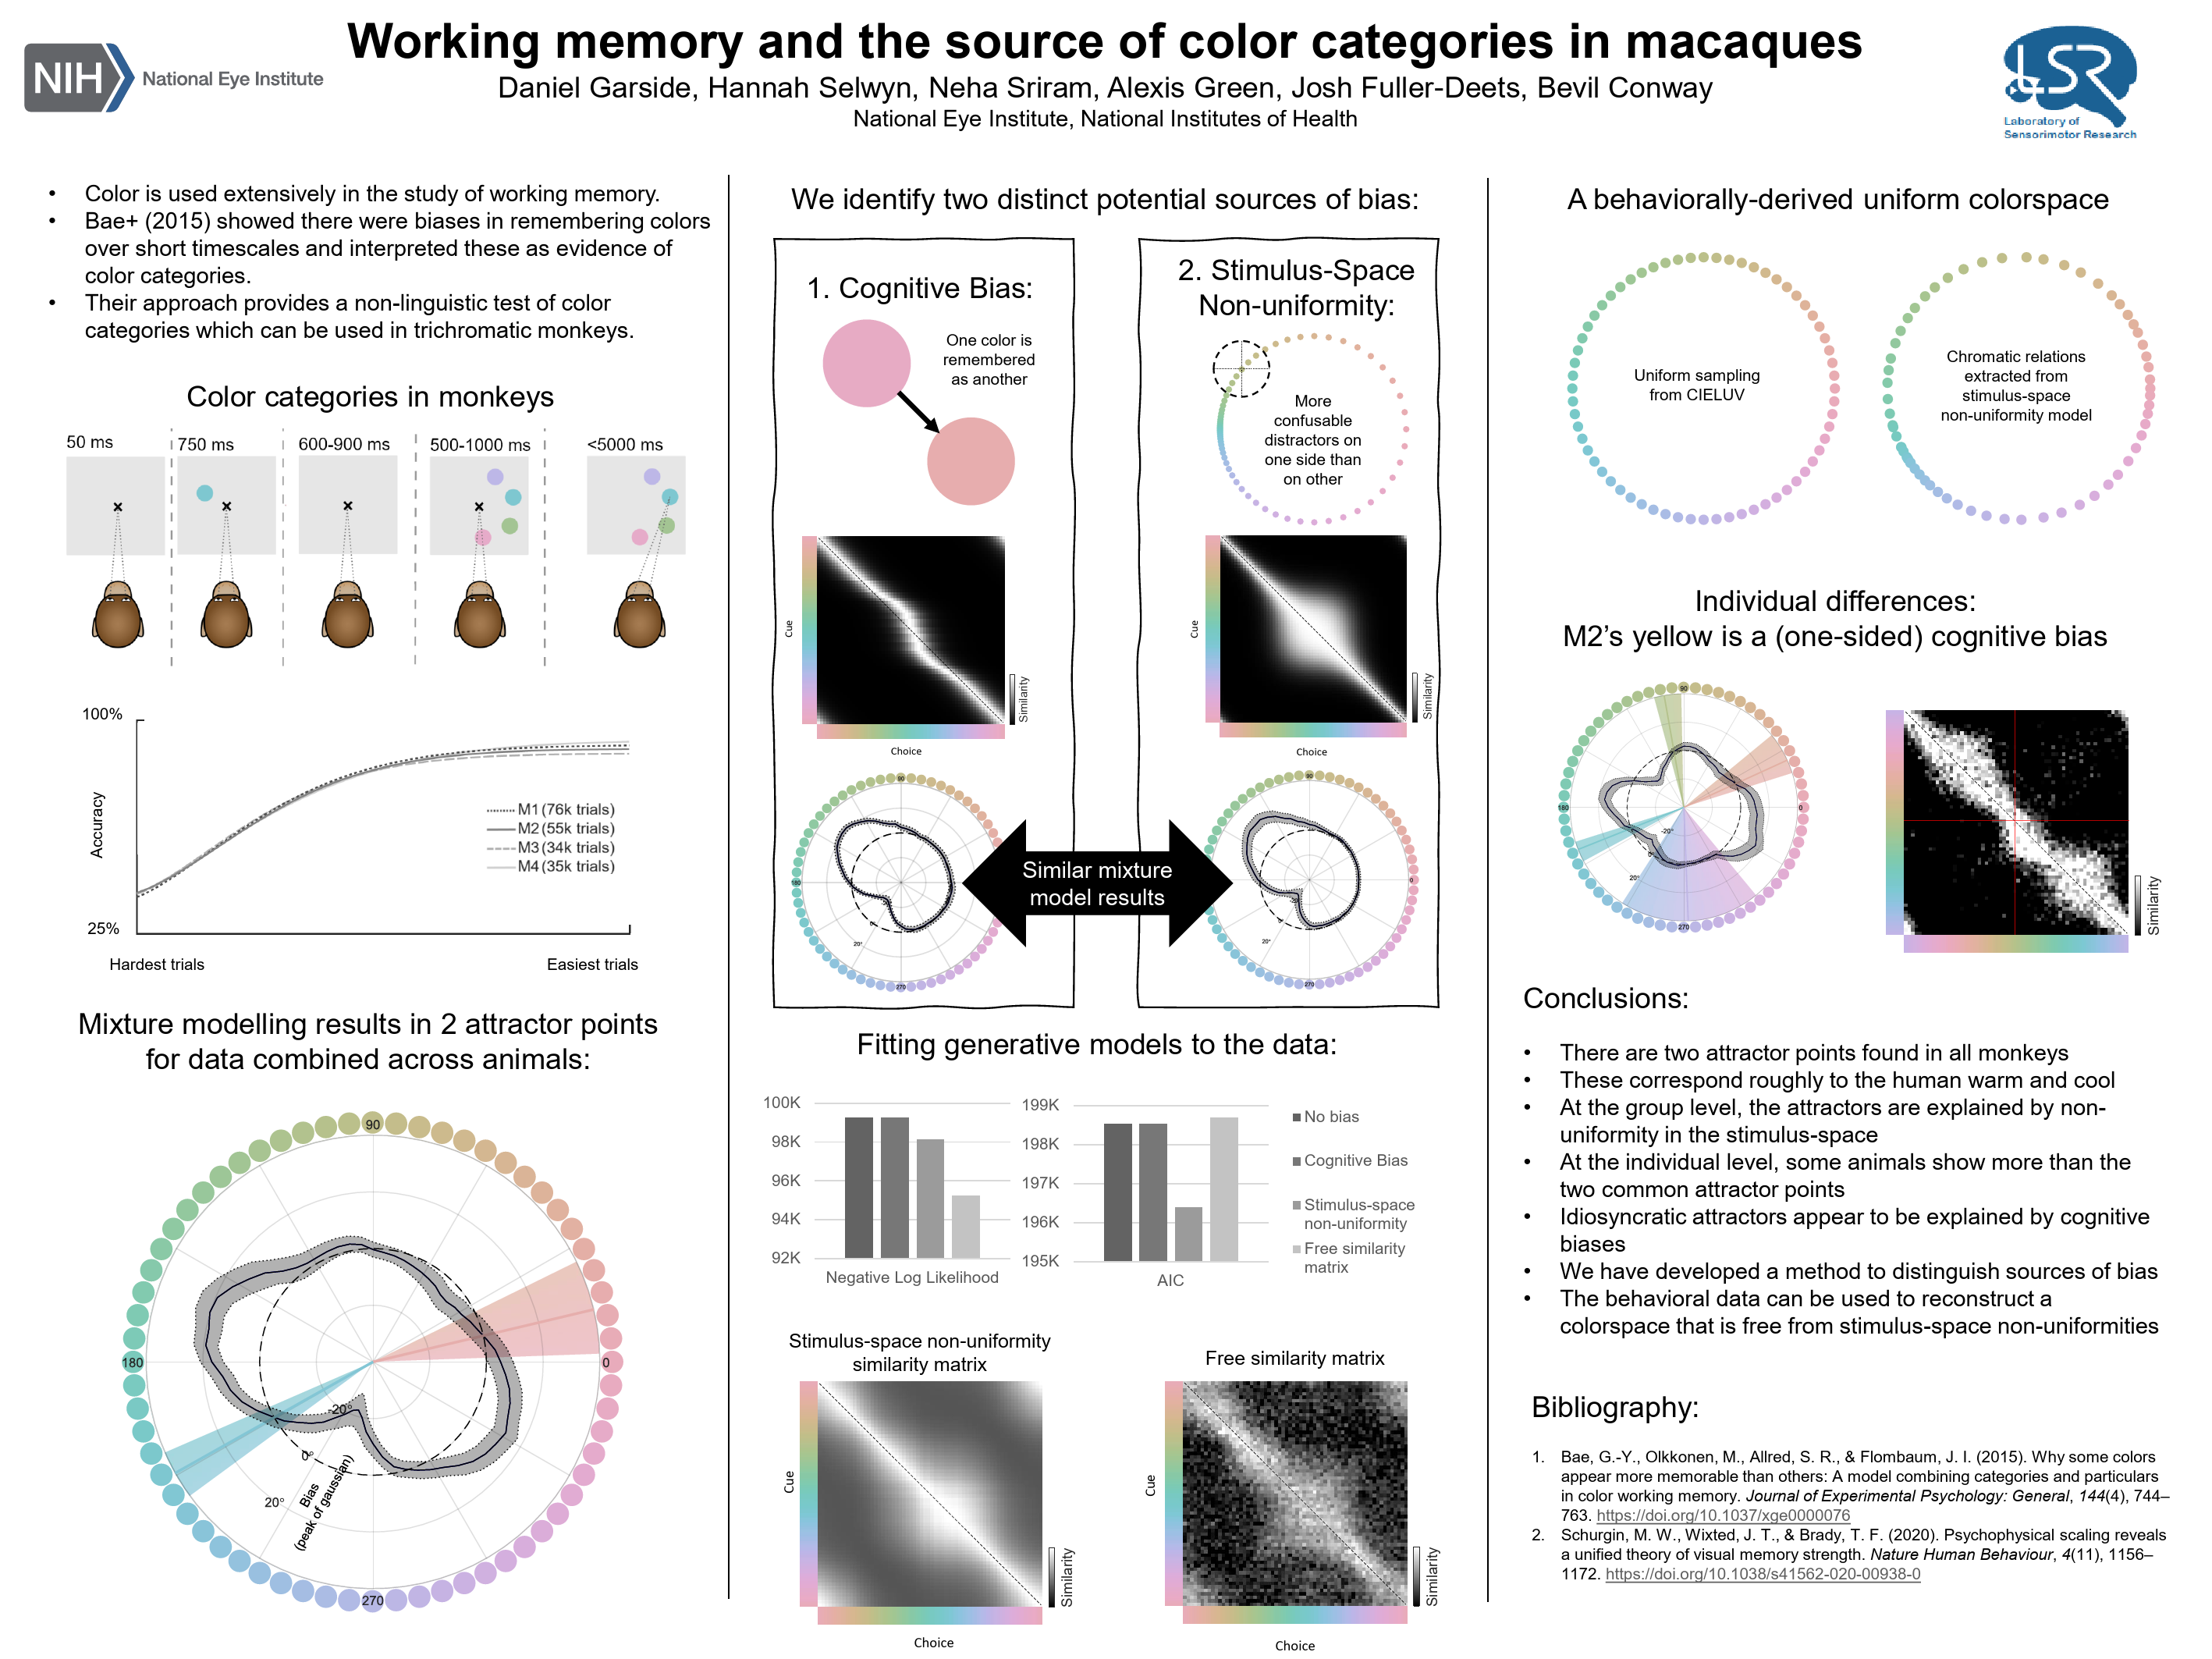 Working memory and the source of color categories in macaques
Daniel Garside, Hannah Selwyn, Neha Sriram, Alexis Green, Josh Fuller-Deets, Bevil Conway
National Eye Institute, National Institutes of Health
NIH National Eye Institute
LSR
Laboratory of
Sensorimotor Research
• Color is used extensively in the study of working memory.
• Bae+ (2015) showed there were biases in remembering colors
over short timescales and interpreted these as evidence of
color categories.
• Their approach provides a non-linguistic test of color
categories which can be used in trichromatic monkeys.
Color categories in monkeys
50 ms
750 ms
600-900 ms
500-1000 ms
<5000 ms
100%
Accuracy
25%
M1 (76k trials)
M2 (55k trials)
M3 (34k trials)
M4 (35k trials)
Hardest trials
Easiest trials
Mixture modelling results in 2 attractor points
for data combined across animals:
90
180
0
270
-20°
0°
20°
Bias
(peak of gaussian)
We identify two distinct potential sources of bias:
1. Cognitive Bias:
One color is
remembered
as another
Cue
Similarity
Choice
90
180
270
0°
20°
2. Stimulus-Space
Non-uniformity:
More
confusable
distractors on
one side than
on other
Cue
Similarity
Choice
90
0
270
-20°
20°
Similar mixture
model results
Fitting generative models to the data:
100K
98K
96K
94K
92K
Negative Log Likelihood
199K
198K
197K
196K
195K
AIC
No bias
Cognitive Bias
Stimulus-space
non-uniformity
Free similarity
matrix
Stimulus-space non-uniformity
similarity matrix
Cue
Similarity
Choice
Free similarity matrix
Cue
Similarity
Choice
A behaviorally-derived uniform colorspace
Uniform sampling
from CIELUV
Chromatic relations
extracted from
stimulus-space
non-uniformity model
Individual differences:
M2's yellow is a (one-sided) cognitive bias
90
180
0
270
-20°
0°
20°
Similarity
Conclusions:
• There are two attractor points found in all monkeys
• These correspond roughly to the human warm and cool
• At the group level, the attractors are explained by non-
uniformity in the stimulus-space
• At the individual level, some animals show more than the
two common attractor points
• Idiosyncratic attractors appear to be explained by cognitive
biases
• We have developed a method to distinguish sources of bias
• The behavioral data can be used to reconstruct a
colorspace that is free from stimulus-space non-uniformities
Bibliography:
1. Bae, G.-Y., Olkkonen, M., Allred, S. R., & Flombaum, J. I. (2015). Why some colors
appear more memorable than others: A model combining categories and particulars
in color working memory. Journal of Experimental Psychology: General, 144(4), 744–
763. https://doi.org/10.1037/xge0000076
2. Schurgin, M. W., Wixted, J. T., & Brady, T. F. (2020). Psychophysical scaling reveals
a unified theory of visual memory strength. Nature Human Behaviour, 4(11), 1156–
1172. https://doi.org/10.1038/s41562-020-00938-0